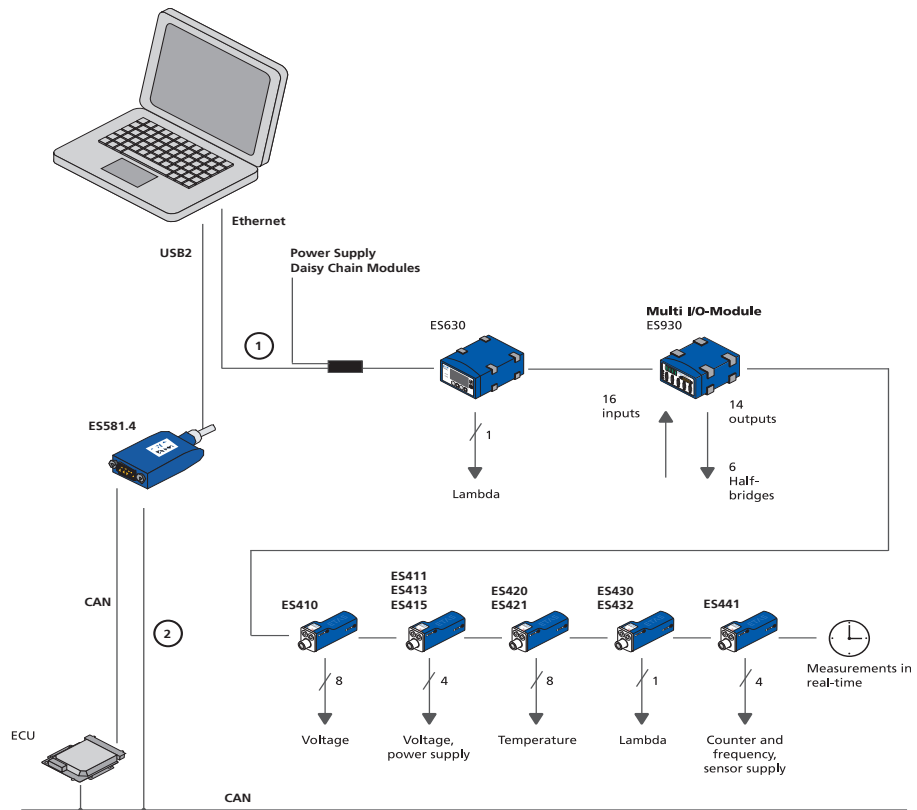 Ethernet
USB2
Power Supply
Daisy Chain Modules
1
ES630
Multi I/O-Module
ES930
16
inputs
14
outputs
1
Lambda
6
Half-
bridges
ES581.4
CAN
2
ES410
ES411
ES413
ES415
ES420
ES421
ES430
ES432
ES441
Measurements in
real-time
8
4
8
1
4
Voltage
Voltage,
power supply
Temperature
Lambda
Counter and
frequency,
sensor supply
ECU
CAN